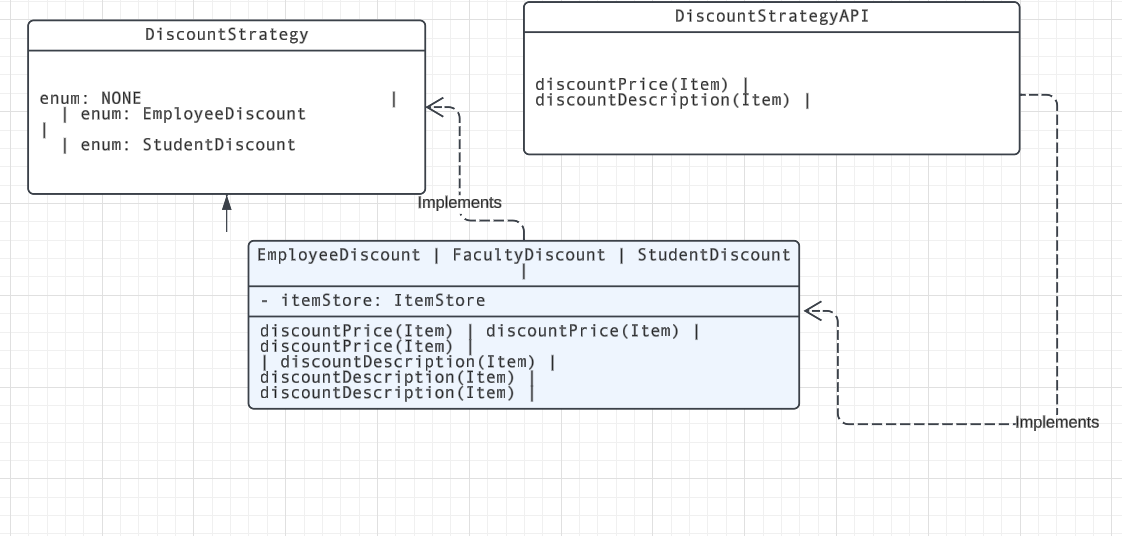 DiscountStrategy
enum: NONE |
| enum: EmployeeDiscount
|
| enum: StudentDiscount
DiscountStrategyAPI
discountPrice(Item) |
discountDescription(Item) |
Implements
EmployeeDiscount | FacultyDiscount | StudentDiscount
|
- itemStore: ItemStore
discountPrice(Item) | discountPrice(Item) |
discountPrice(Item) |
| discountDescription(Item) |
discountDescription(Item) |
discountDescription(Item) |
Implements